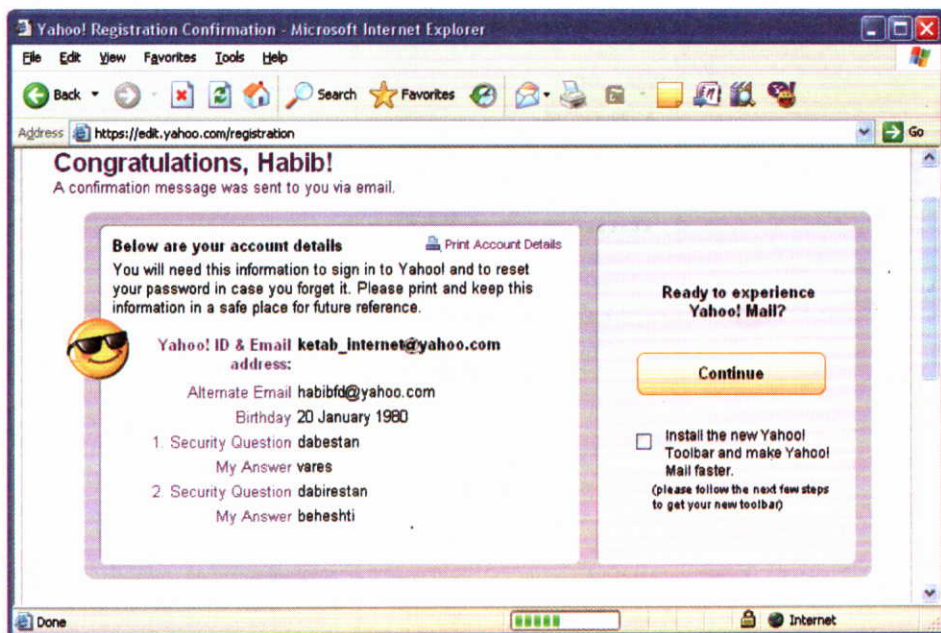 Yahoo! Registration Confirmation - Microsoft Internet Explorer
File Edit View Favorites Tools Help
Back Search Favorites
Address https://edit.yahoo.com/registration Go
Congratulations, Habib!
A confirmation message was sent to you via email.
Below are your account details Print Account Details
You will need this information to sign in to Yahoo! and to reset
your password in case you forget it. Please print and keep this
information in a safe place for future reference.
Yahoo! ID & Email ketab_internet@yahoo.com
address:
Alternate Email habibfd@yahoo.com
Birthday 20 January 1980
1. Security Question dabestan
My Answer vares
2. Security Question dabirestan
My Answer beheshti
Ready to experience
Yahoo! Mail?
Continue
Install the new Yahoo!
Toolbar and make Yahoo!
Mail faster.
(please follow the next few steps
to get your new toolbar)
Done Internet